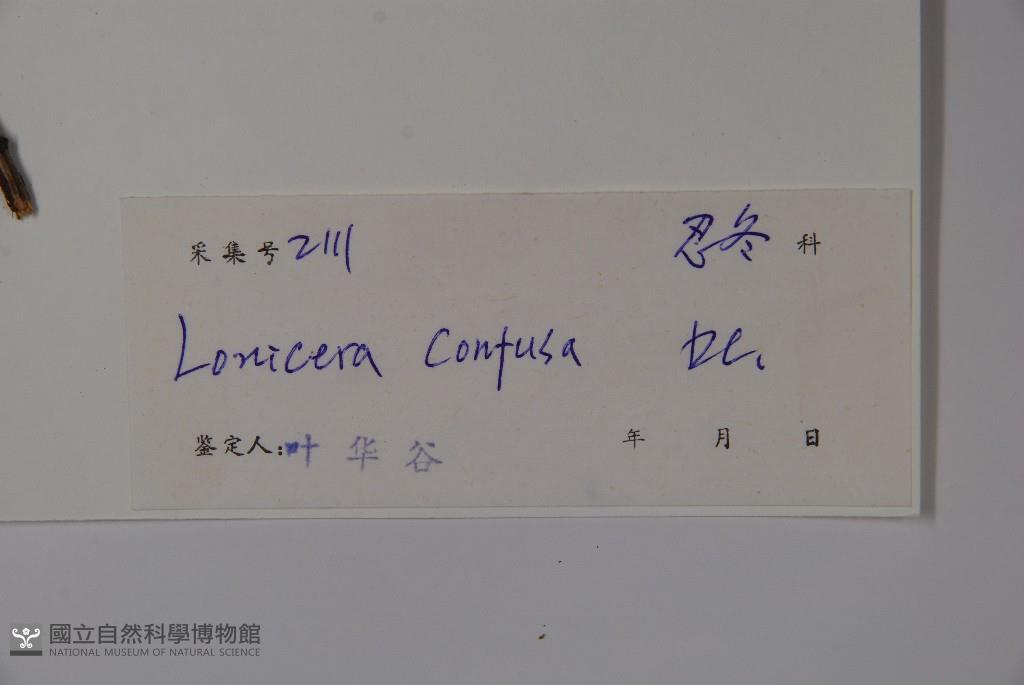 采集号 2111 忍冬 科
Lonicera Confusa DC.
鉴定人: 叶华谷 年 月 日
國立自然科學博物館
NATIONAL MUSEUM OF NATURAL SCIENCE